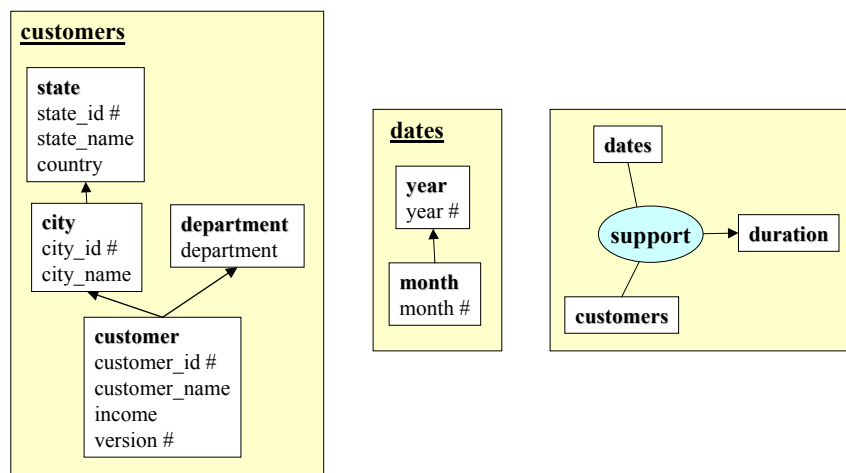 customers
state
state_id #
state_name
country
city
city_id #
city_name
department
department
customer
customer_id #
customer_name
income
version #
dates
year
year #
month
month #
dates
support
duration
customers